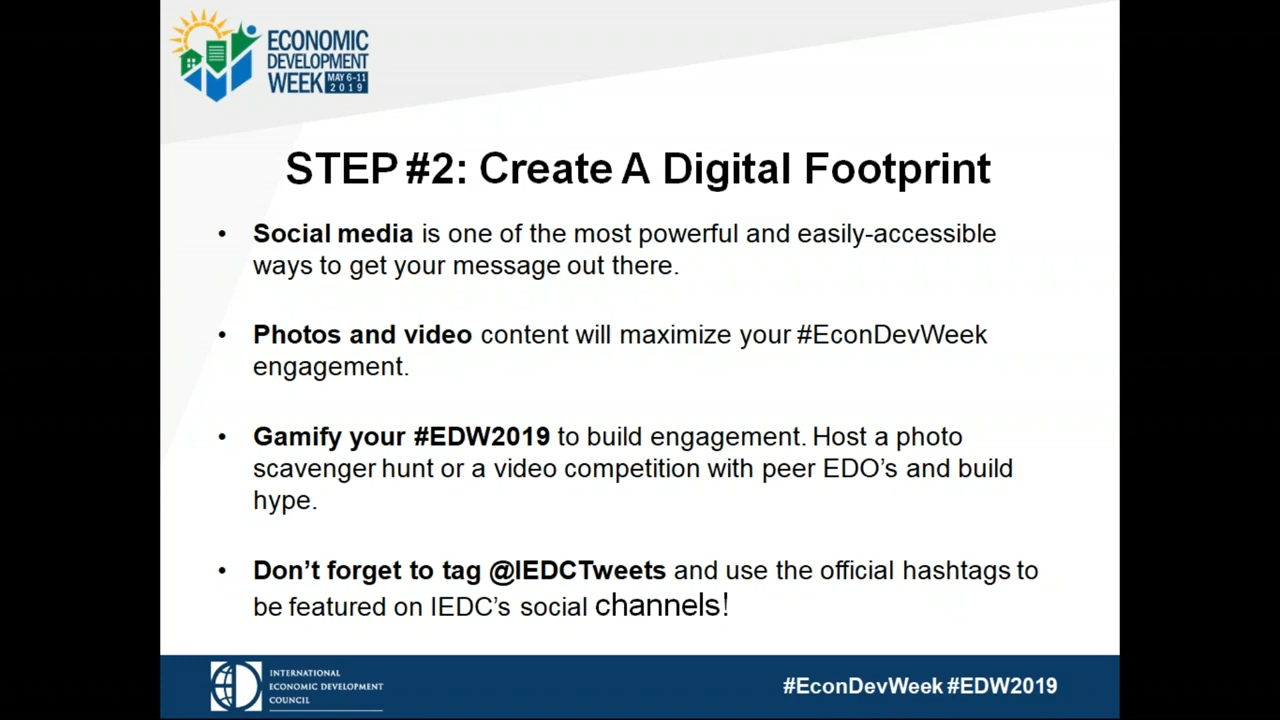 ECONOMIC
DEVELOPMENT
WEEK MAY 6-11
2019
STEP #2: Create A Digital Footprint
• Social media is one of the most powerful and easily-accessible
ways to get your message out there.
• Photos and video content will maximize your #EconDevWeek
engagement.
• Gamify your #EDW2019 to build engagement. Host a photo
scavenger hunt or a video competition with peer EDO’s and build
hype.
• Don’t forget to tag @IEDCTweets and use the official hashtags to
be featured on IEDC’s social channels!
INTERNATIONAL
ECONOMIC DEVELOPMENT
COUNCIL
#EconDevWeek #EDW2019